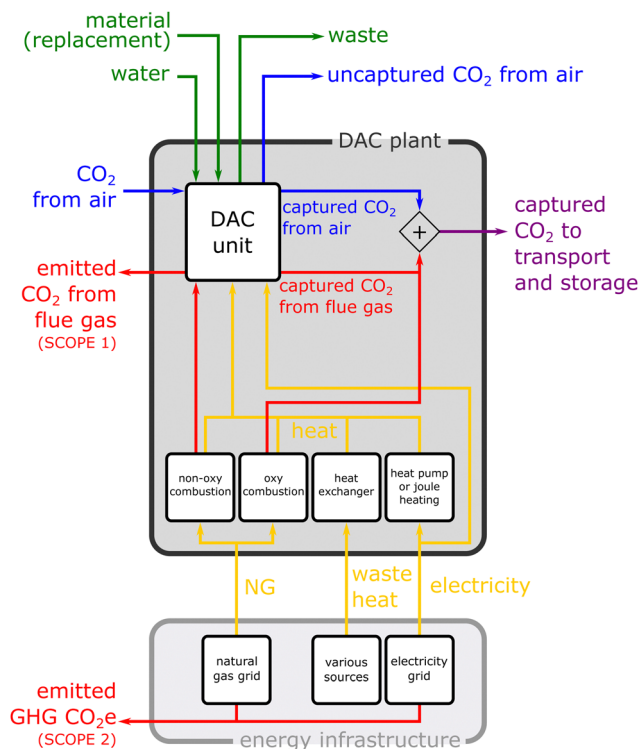 material
(replacement)
waste
water
uncaptured CO₂ from air
DAC plant
CO₂
from air
DAC
unit
captured CO₂
from air
+
captured
CO₂ to
transport
and storage
emitted
CO₂ from
flue gas
(SCOPE 1)
captured CO₂
from flue gas
heat
non-oxy
combustion
oxy
combustion
heat
exchanger
heat pump
or joule
heating
NG
waste
heat
electricity
natural
gas grid
various
sources
electricity
grid
emitted
GHG CO₂e
(SCOPE 2)
energy infrastructure